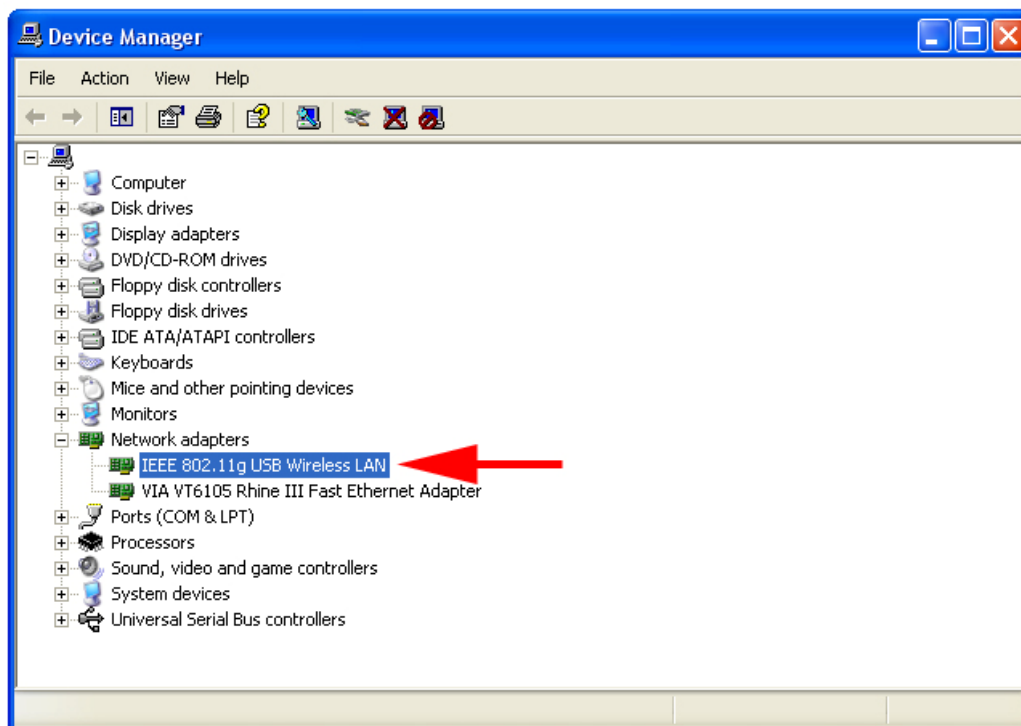 Device Manager
File Action View Help
Computer
Disk drives
Display adapters
DVD/CD-ROM drives
Floppy disk controllers
Floppy disk drives
IDE ATA/ATAPI controllers
Keyboards
Mice and other pointing devices
Monitors
Network adapters
IEEE 802.11g USB Wireless LAN
VIA VT6105 Rhine III Fast Ethernet Adapter
Ports (COM & LPT)
Processors
Sound, video and game controllers
System devices
Universal Serial Bus controllers